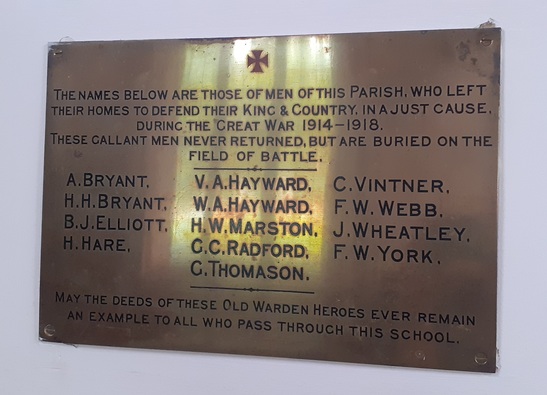 THE NAMES BELOW ARE THOSE OF MEN OF THIS PARISH, WHO LEFT
THEIR HOMES TO DEFEND THEIR KING & COUNTRY, IN A JUST CAUSE,
DURING THE GREAT WAR 1914–1918.
THESE GALLANT MEN NEVER RETURNED, BUT ARE BURIED ON THE
FIELD OF BATTLE.
A. BRYANT,
H.H. BRYANT,
B.J. ELLIOTT,
H. HARE,
V. A. HAYWARD,
W. A. HAYWARD,
H. W. MARSTON,
G. C. RADFORD,
G. THOMASON.
C. VINTNER,
F. W. WEBB,
J. WHEATLEY,
F. W. YORK,
MAY THE DEEDS OF THESE OLD WARDEN HEROES EVER REMAIN
AN EXAMPLE TO ALL WHO PASS THROUGH THIS SCHOOL.